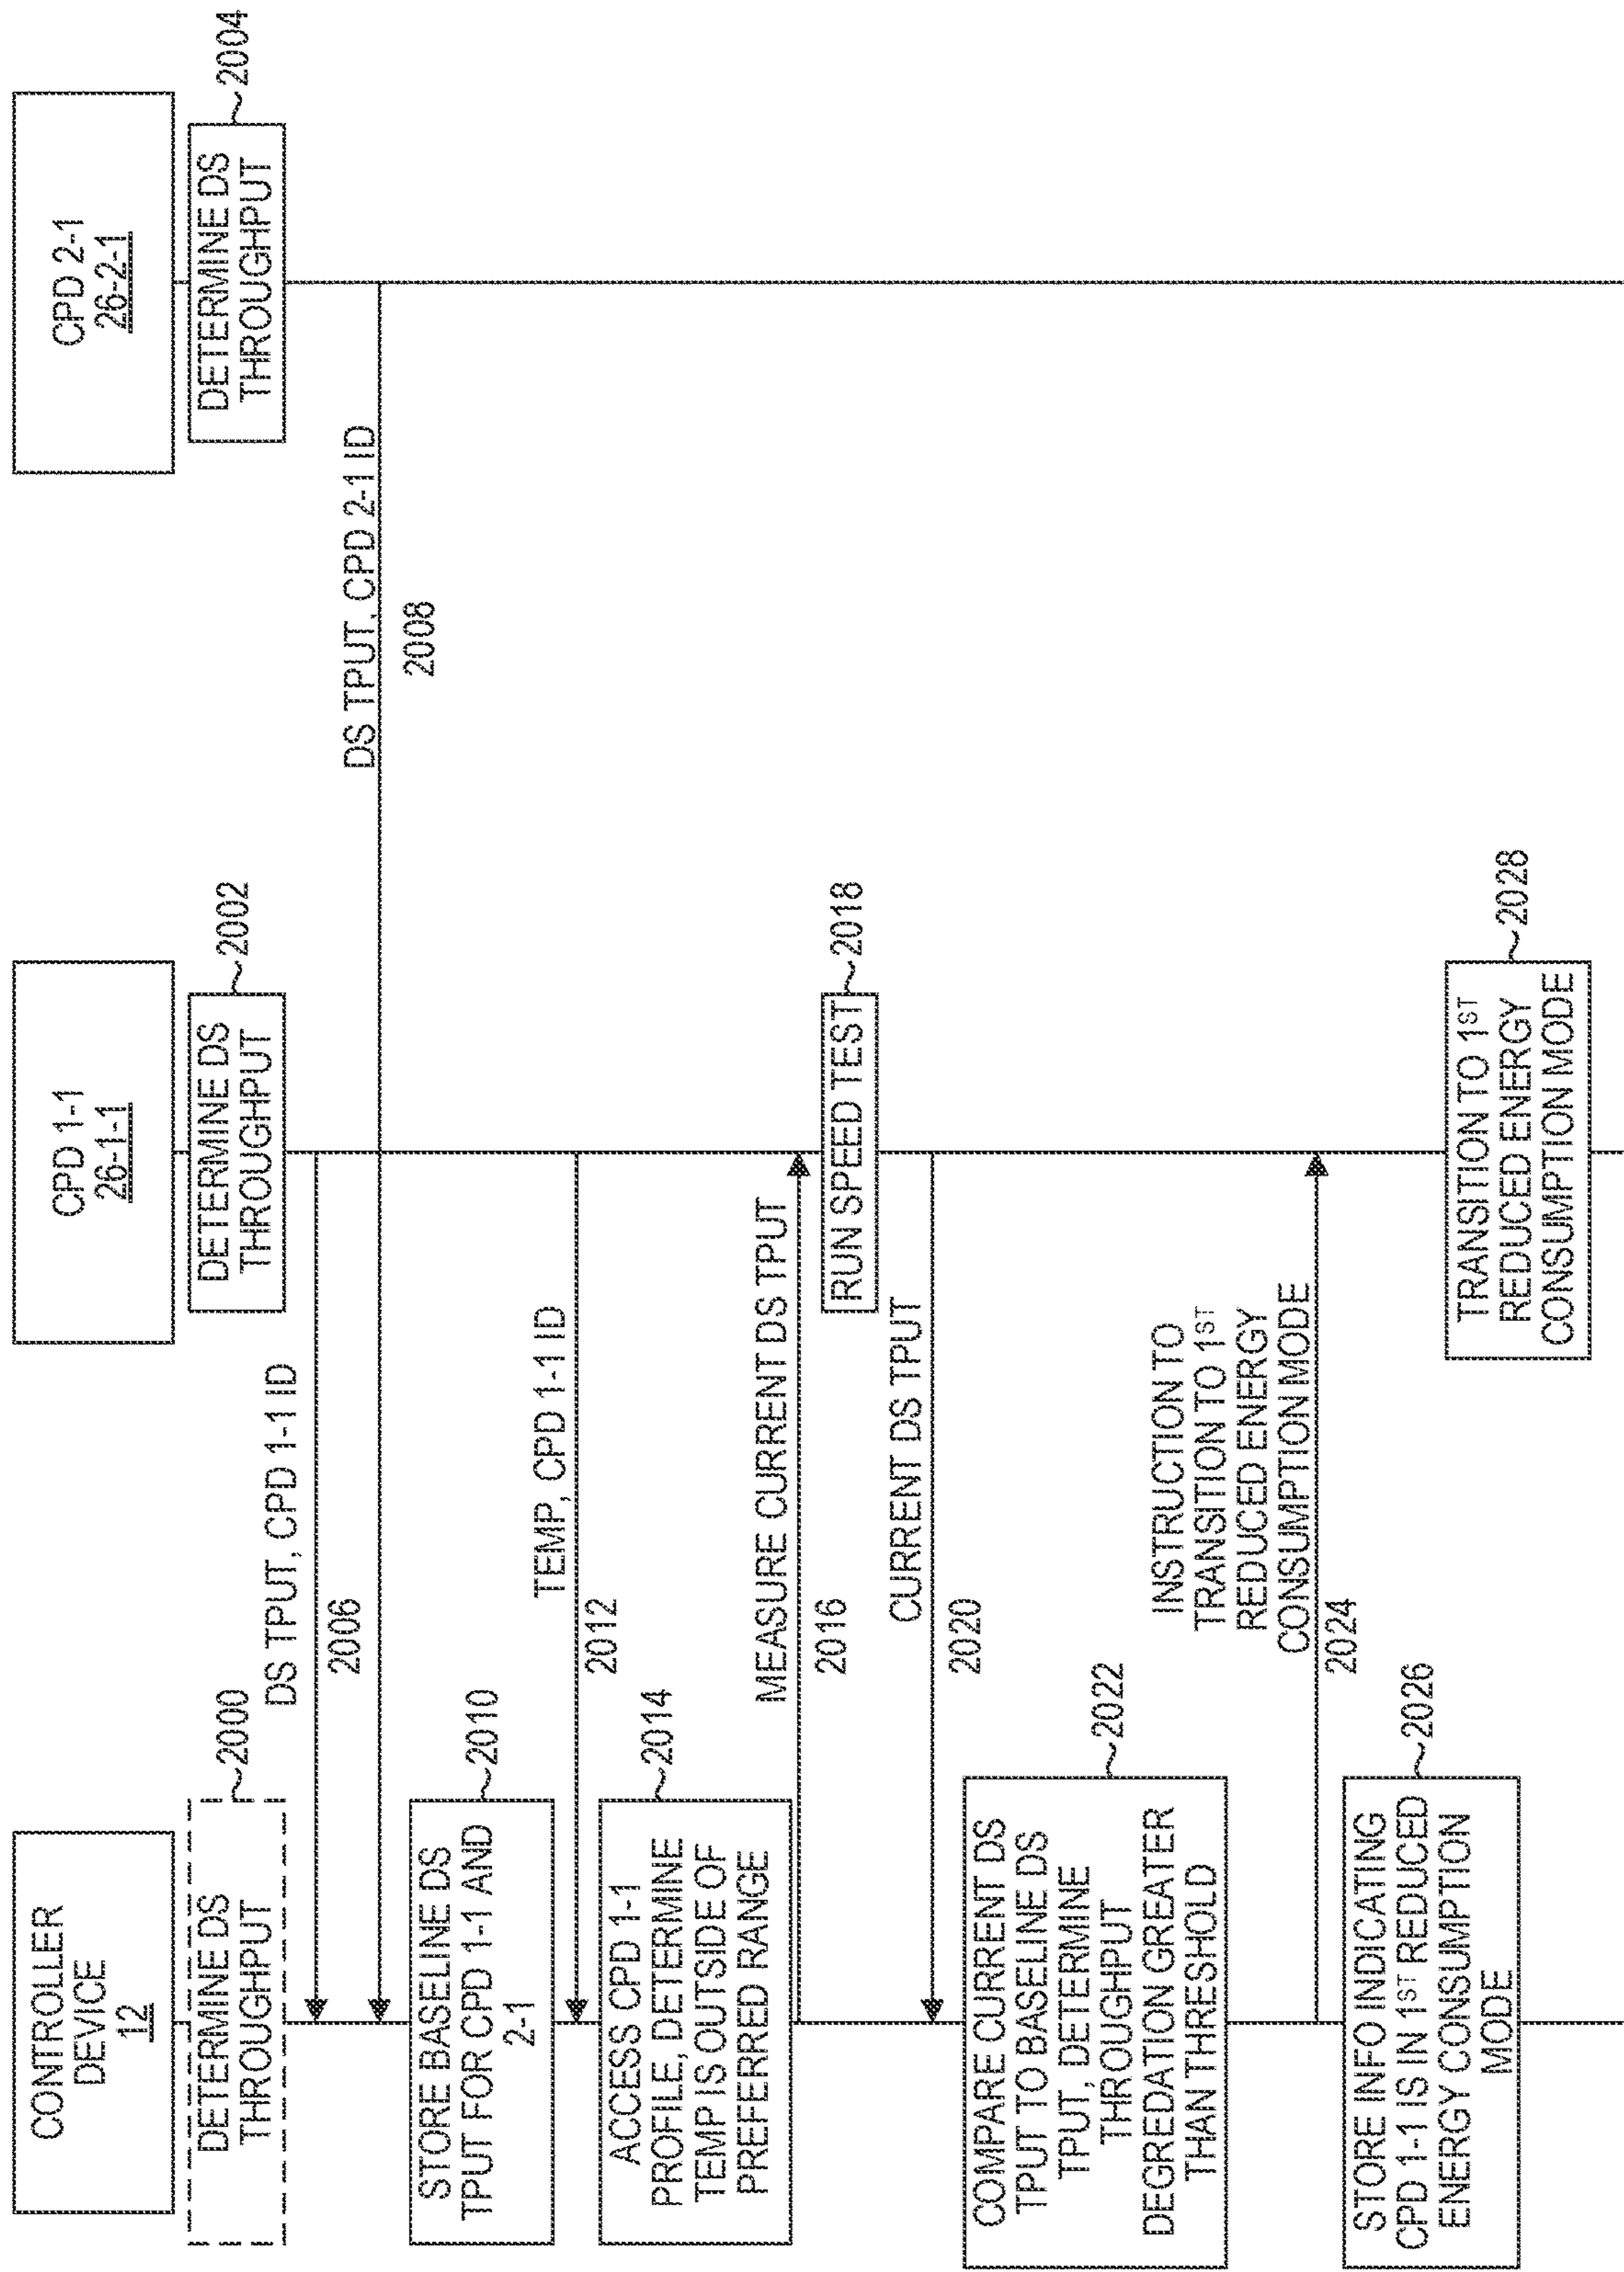 CONTROLLER
DEVICE
12
CPD 1-1
26-1-1
CPD 2-1
26-2-1
DETERMINE DS
THROUGHPUT
2000
DETERMINE DS
THROUGHPUT
2002
DETERMINE DS
THROUGHPUT
2004
DS TPUT, CPD 1-1 ID
2006
DS TPUT, CPD 2-1 ID
2008
STORE BASELINE DS
TPUT FOR CPD 1-1 AND
2-1
2010
TEMP, CPD 1-1 ID
2012
ACCESS CPD 1-1
PROFILE, DETERMINE
TEMP IS OUTSIDE OF
PREFERRED RANGE
2014
MEASURE CURRENT DS TPUT
2016
RUN SPEED TEST
2018
CURRENT DS TPUT
2020
COMPARE CURRENT DS
TPUT TO BASELINE DS
TPUT, DETERMINE
THROUGHPUT
DEGREDATION GREATER
THAN THRESHOLD
2022
INSTRUCTION TO
TRANSITION TO 1ST
REDUCED ENERGY
CONSUMPTION MODE
2024
STORE INFO INDICATING
CPD 1-1 IS IN 1ST REDUCED
ENERGY CONSUMPTION
MODE
2026
TRANSITION TO 1ST
REDUCED ENERGY
CONSUMPTION MODE
2028